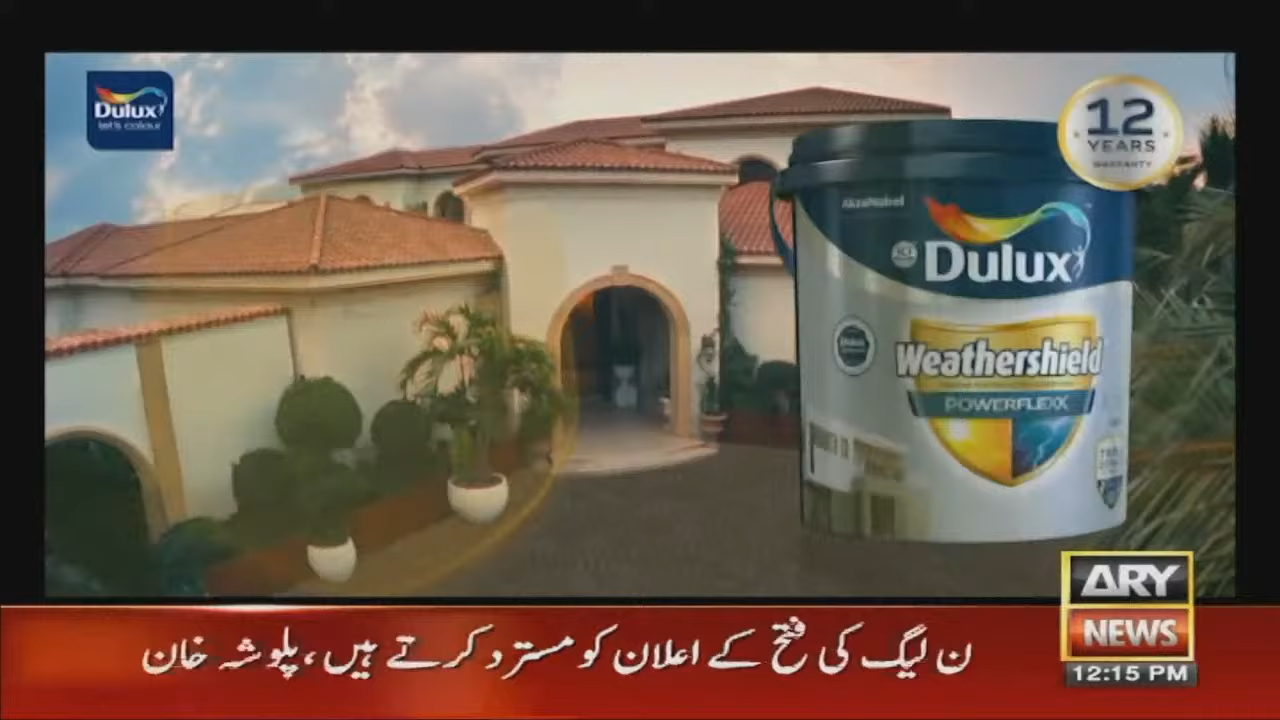 Dulux
let's colour
12
YEARS
WARRANTY
AkzoNobel
ICI
Dulux
Weathershield
POWERFLEXX
ARY
NEWS
ن لیگ کی فتح کے اعلان کو مسترد کرتے ہیں، پلوشہ خان
12:15 PM